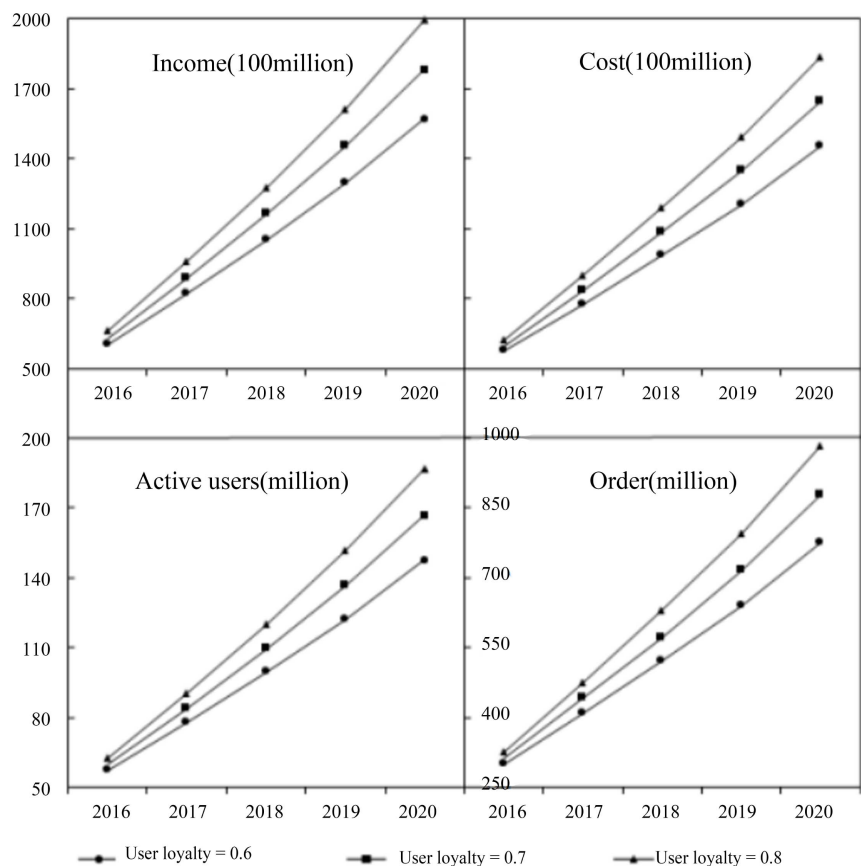 2000
Income(100million)
Cost(100million)
1700
1400
1100
800
500
2016 2017 2018 2019 2020
2016 2017 2018 2019 2020
200
1000
Active users(million)
Order(million)
170
850
140
700
110
550
80
400
50
250
2016 2017 2018 2019 2020
2016 2017 2018 2019 2020
User loyalty = 0.6 User loyalty = 0.7 User loyalty = 0.8